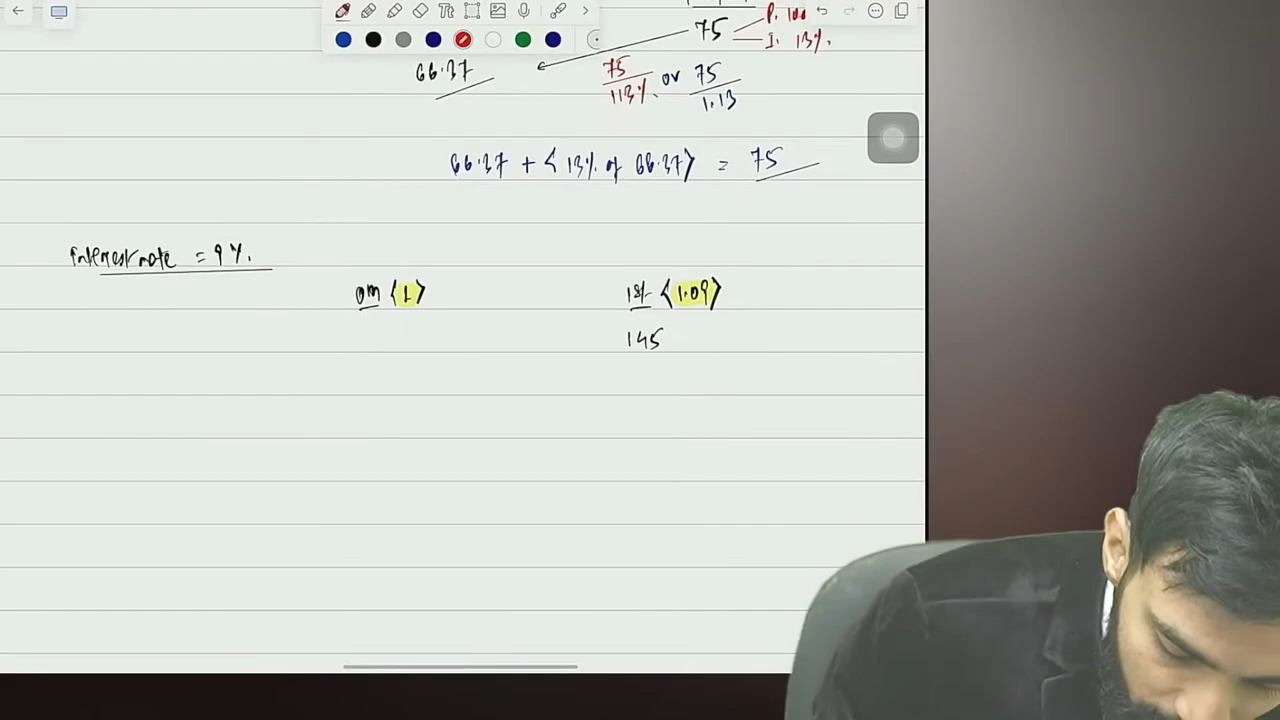 75
P. 100
I. 13%.
66.37
75
113%
or
75
1.13
66.37 + < 13% of 66.37> = 75
Interest rate = 9%.
0m <1>
1st <1.09>
145